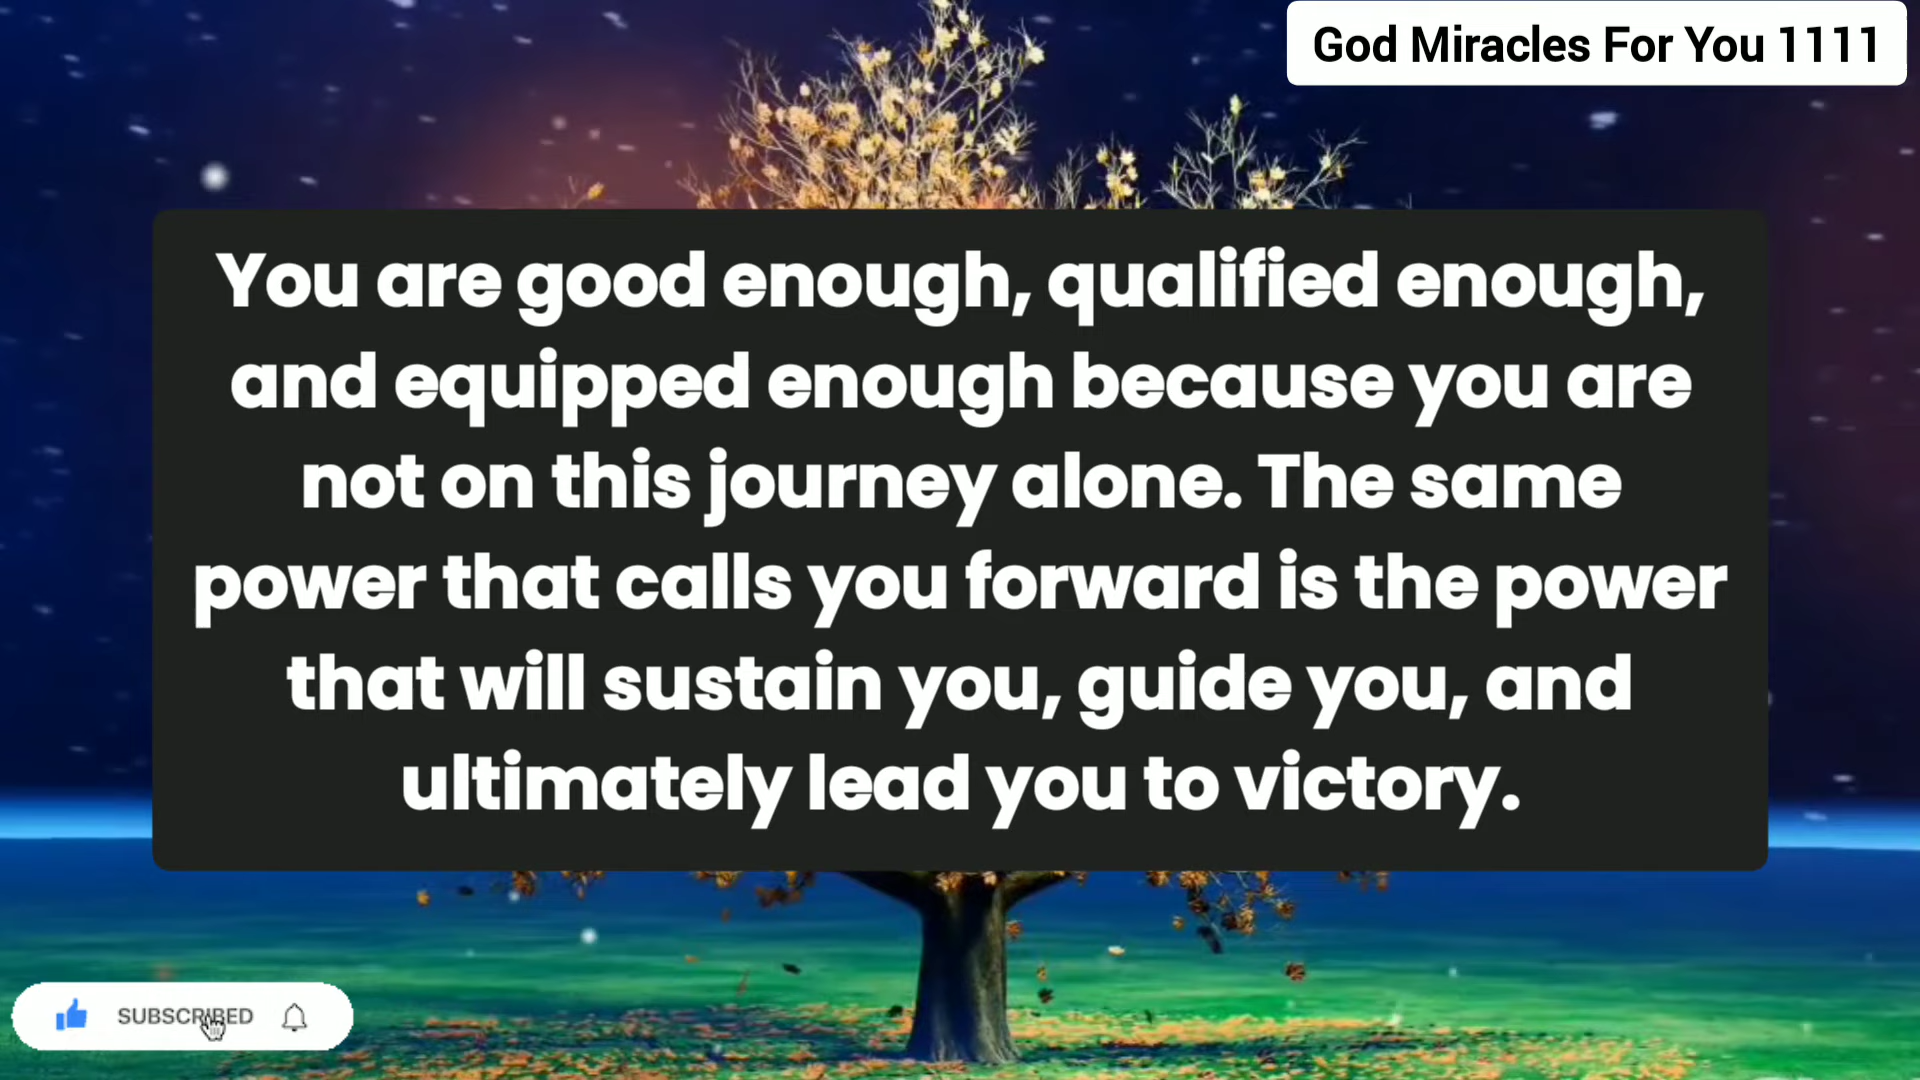 God Miracles For You 1111
You are good enough, qualified enough,
and equipped enough because you are
not on this journey alone. The same
power that calls you forward is the power
that will sustain you, guide you, and
ultimately lead you to victory.
SUBSCRIBED